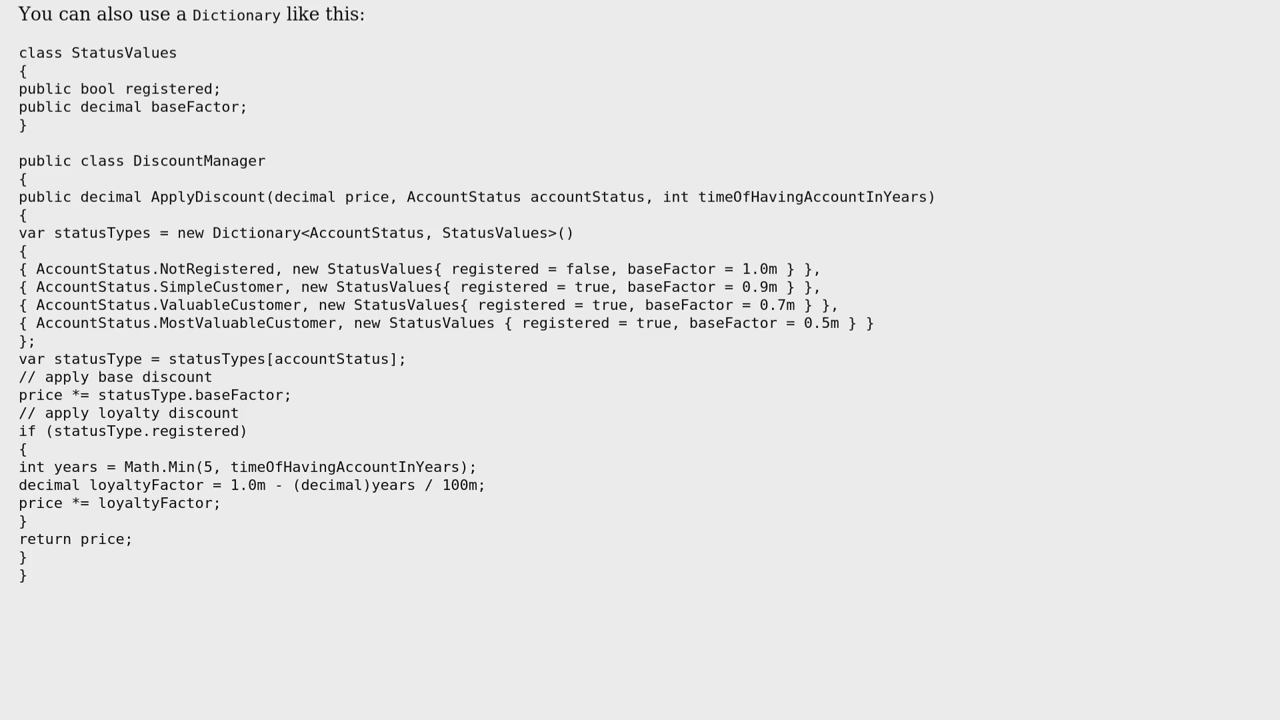 You can also use a Dictionary like this:
class StatusValues
{
public bool registered;
public decimal baseFactor;
}
public class DiscountManager
{
public decimal ApplyDiscount(decimal price, AccountStatus accountStatus, int timeOfHavingAccountInYears)
{
var statusTypes = new Dictionary<AccountStatus, StatusValues>()
{
{ AccountStatus.NotRegistered, new StatusValues{ registered = false, baseFactor = 1.0m } },
{ AccountStatus.SimpleCustomer, new StatusValues{ registered = true, baseFactor = 0.9m } },
{ AccountStatus.ValuableCustomer, new StatusValues{ registered = true, baseFactor = 0.7m } },
{ AccountStatus.MostValuableCustomer, new StatusValues { registered = true, baseFactor = 0.5m } }
};
var statusType = statusTypes[accountStatus];
// apply base discount
price *= statusType.baseFactor;
// apply loyalty discount
if (statusType.registered)
{
int years = Math.Min(5, timeOfHavingAccountInYears);
decimal loyaltyFactor = 1.0m - (decimal)years / 100m;
price *= loyaltyFactor;
}
return price;
}
}